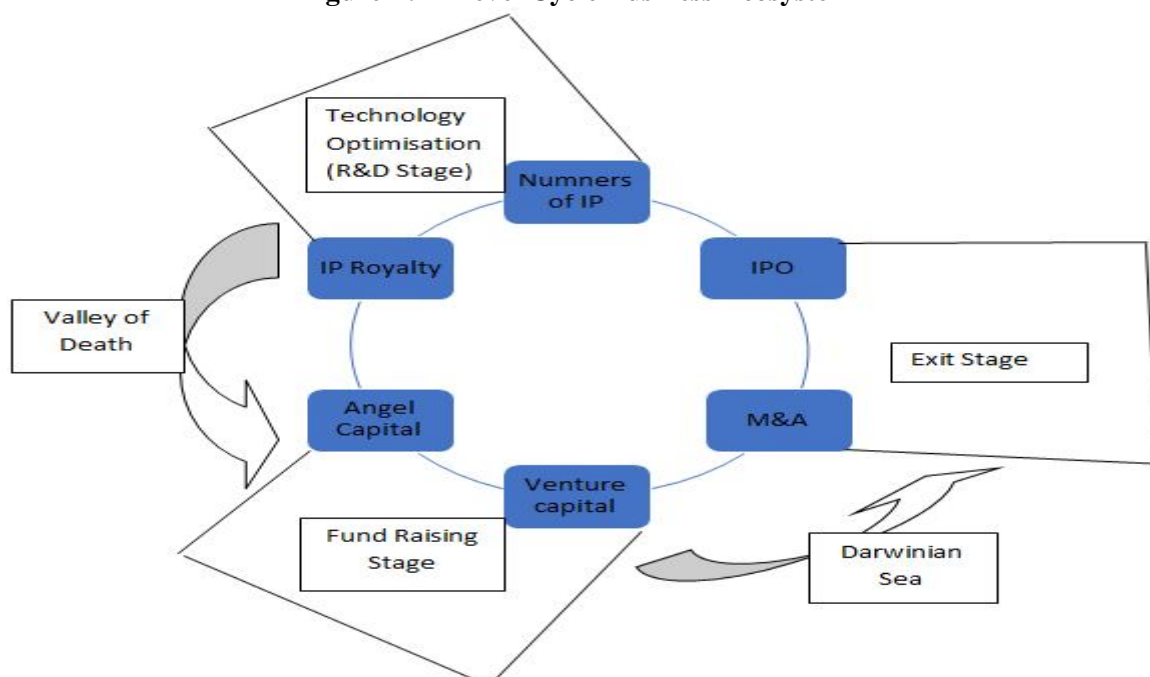 Technology
Optimisation
(R&D Stage)
Numners
of IP
IP Royalty
IPO
Valley of
Death
Exit Stage
Angel
Capital
M&A
Venture
capital
Fund Raising
Stage
Darwinian
Sea